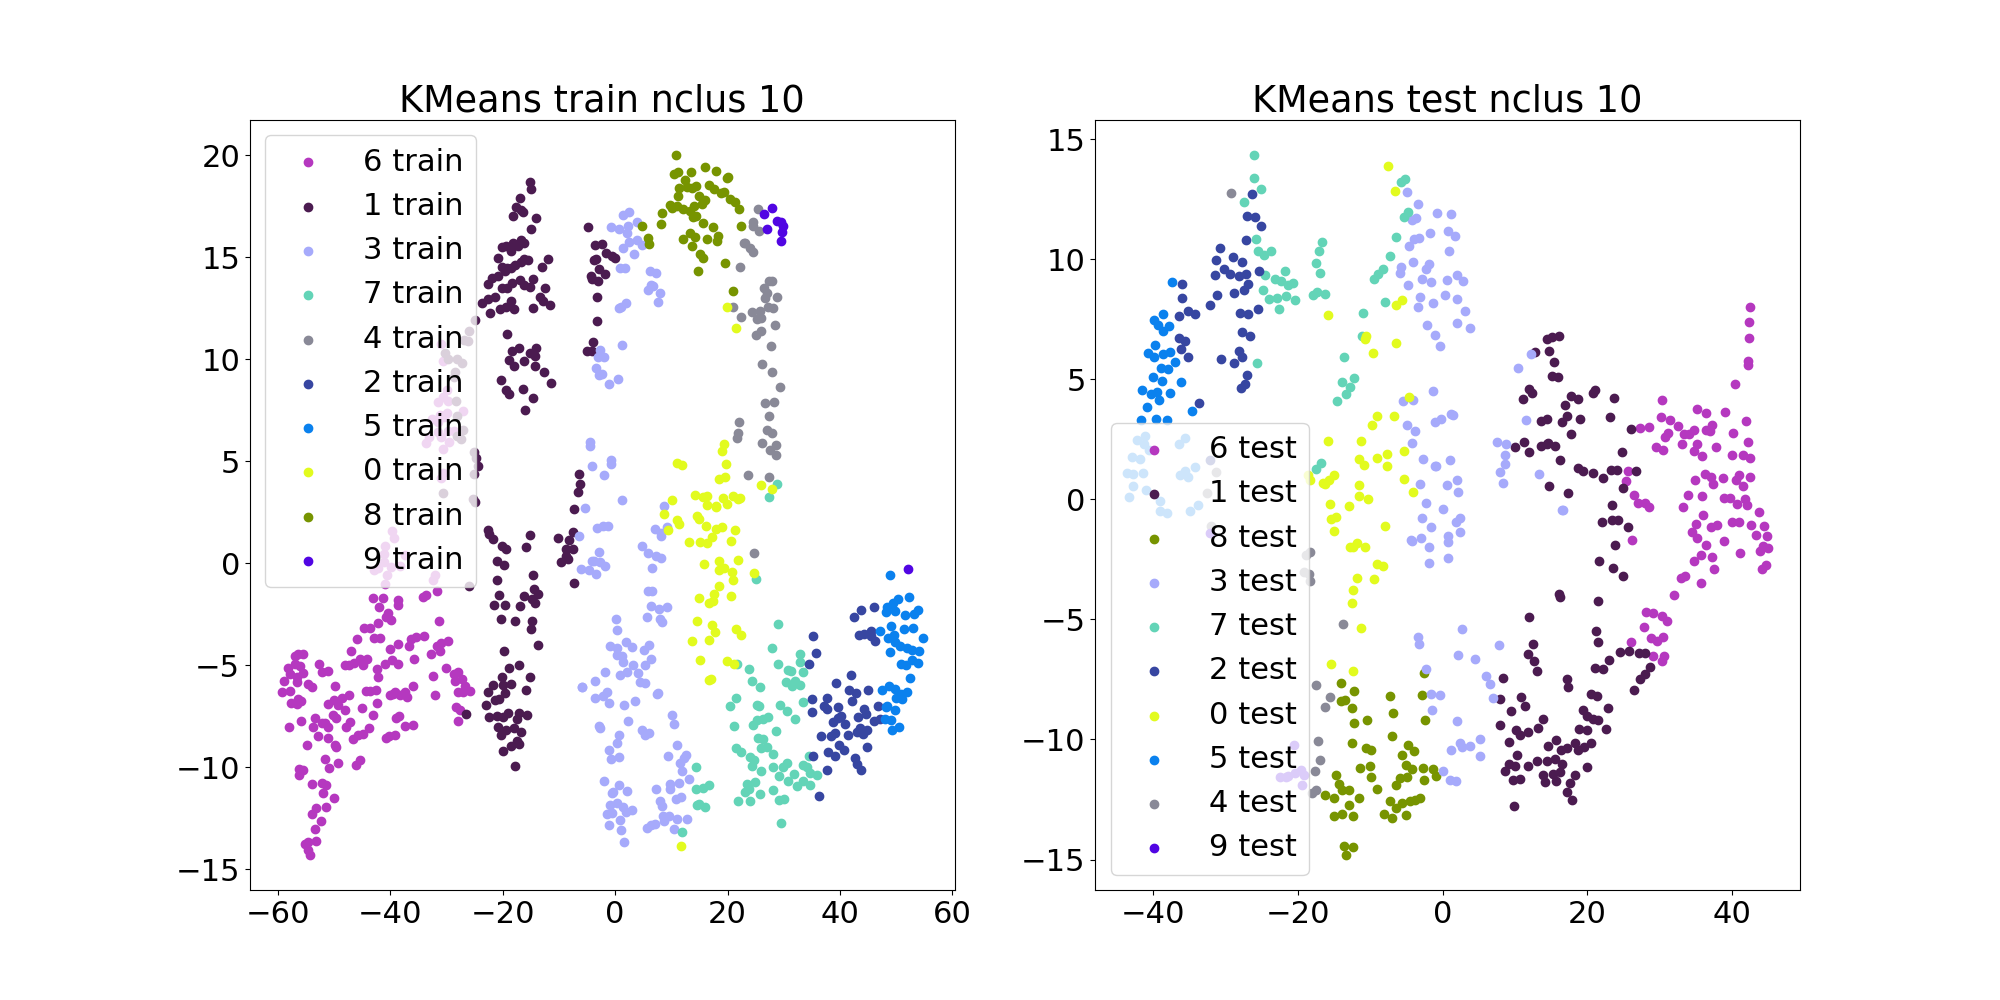 KMeans train nclus 10
20
15
10
5
0
−5
−10
−15
−60 −40 −20 0 20 40 60
6 train
1 train
3 train
7 train
4 train
2 train
5 train
0 train
8 train
9 train
KMeans test nclus 10
15
10
5
0
−5
−10
−15
−40 −20 0 20 40
6 test
1 test
8 test
3 test
7 test
2 test
0 test
5 test
4 test
9 test